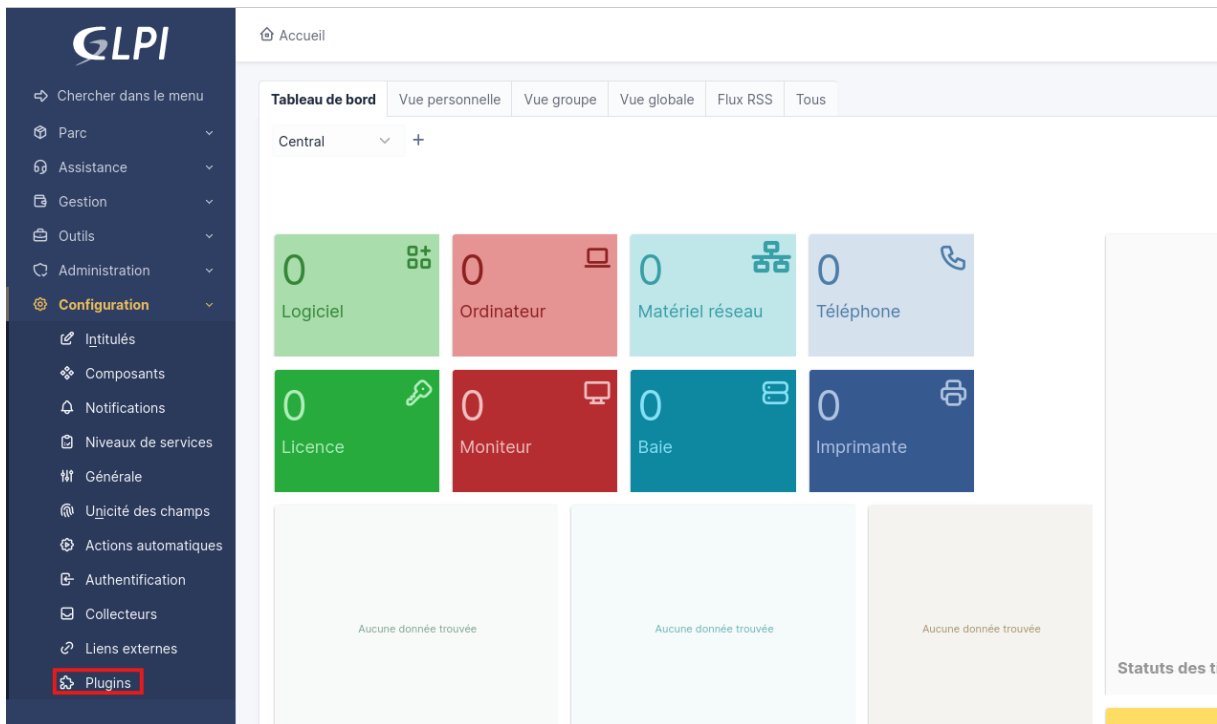 GLPI
Chercher dans le menu
Parc
Assistance
Gestion
Outils
Administration
Configuration
Intitulés
Composants
Notifications
Niveaux de services
Générale
Unicité des champs
Actions automatiques
Authentification
Collecteurs
Liens externes
Plugins
Accueil
Tableau de bord Vue personnelle Vue groupe Vue globale Flux RSS Tous
Central
0 0 0 0
Logiciel Ordinateur Matériel réseau Téléphone
0 0 0 0
Licence Moniteur Baie Imprimante
Aucune donnée trouvée Aucune donnée trouvée Aucune donnée trouvée
Statuts des t